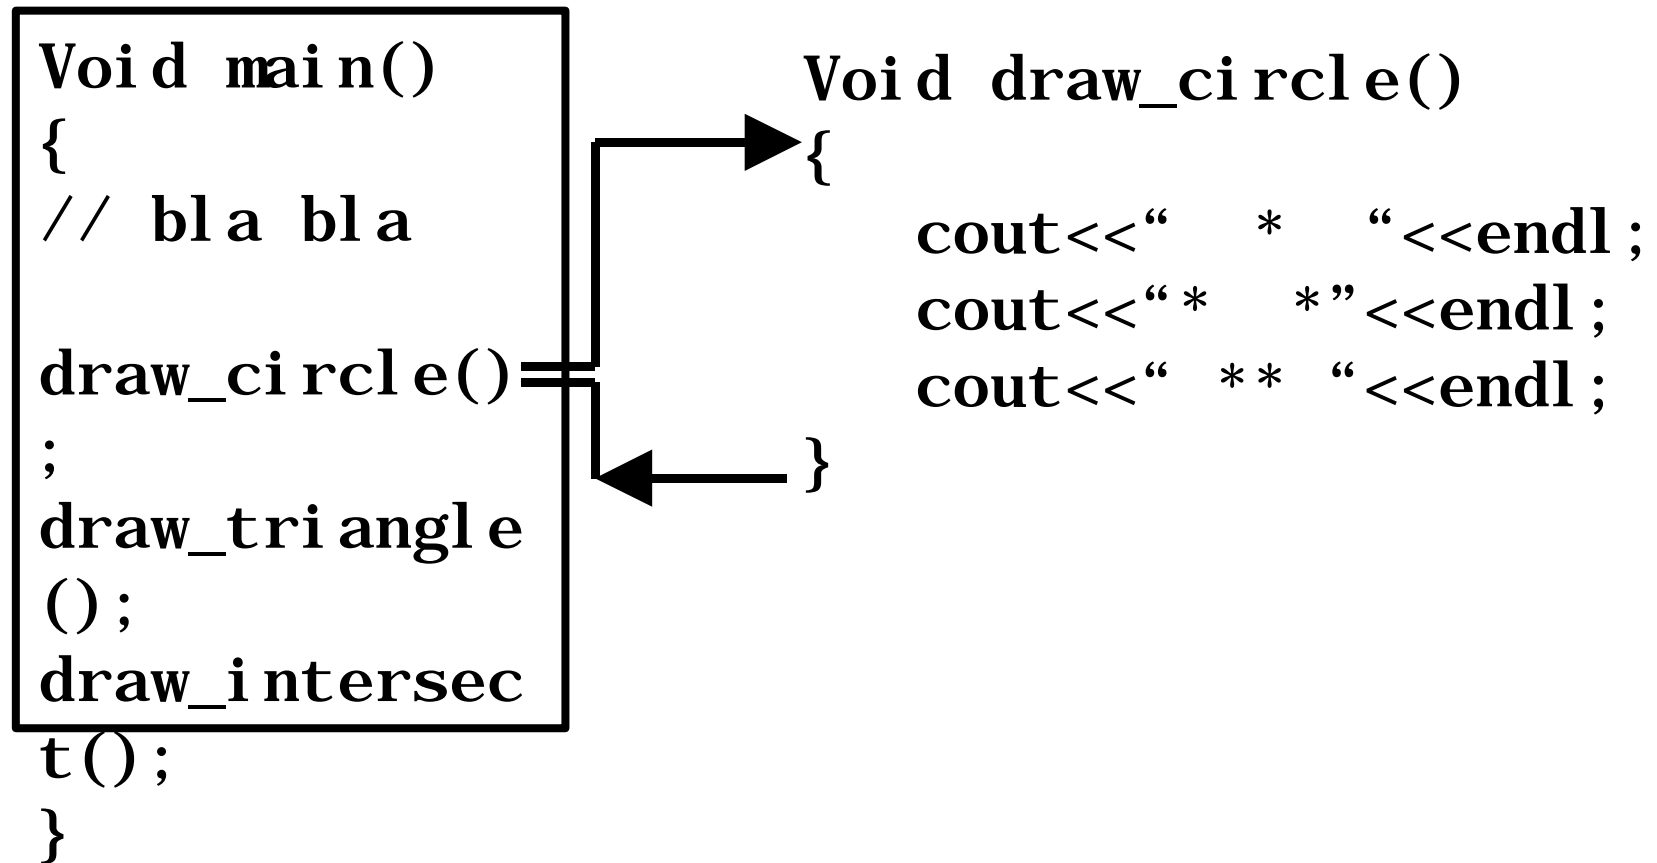 Void main()
{
// bla bla

draw_circle()
;
draw_triangle
();
draw_intersec
t();
}
Void draw_circle()
{
cout<<“  *  “<<endl;
cout<<“*  *”<<endl;
cout<<“ ** “<<endl;
}